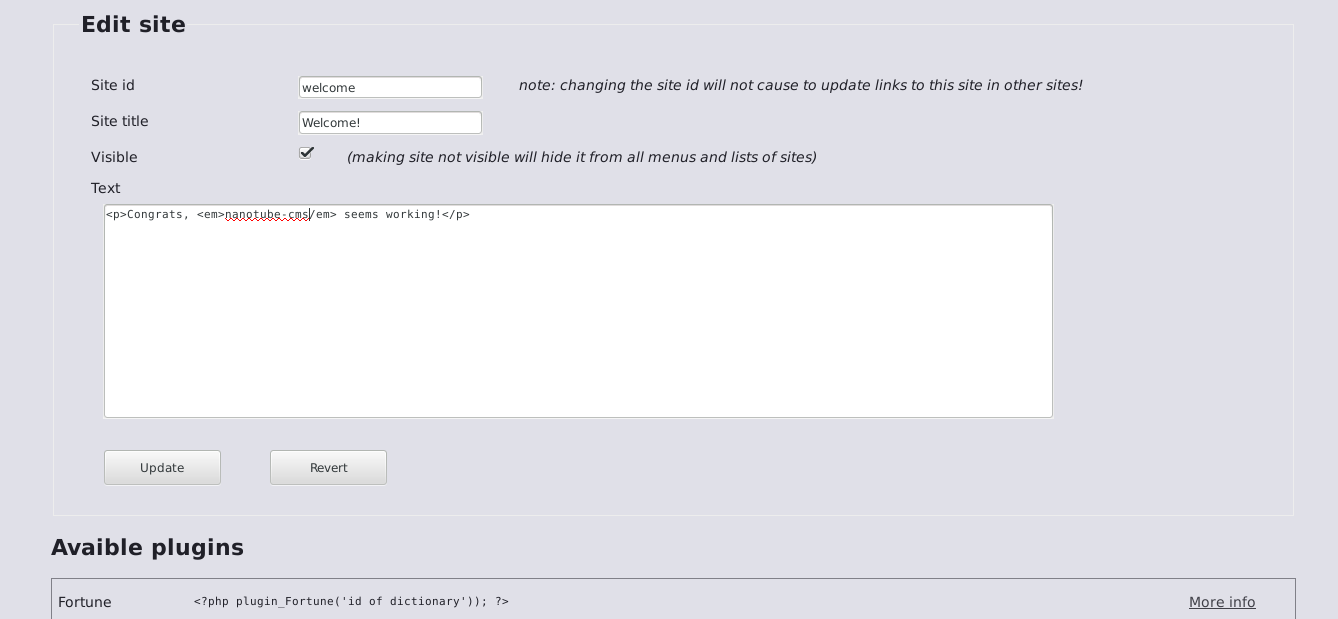 Edit site
Site id welcome note: changing the site id will not cause to update links to this site in other sites!
Site title Welcome!
Visible (making site not visible will hide it from all menus and lists of sites)
Text
<p>Congrats, <em>nanotube-cms/em> seems working!</p>
Update Revert
Avaible plugins
Fortune <?php plugin_Fortune('id of dictionary')); ?> More info